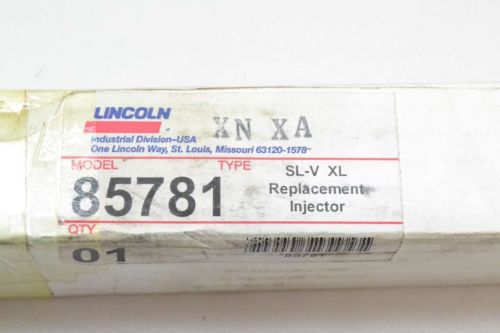 LINCOLN
XN XA
Industrial Division–USA
One Lincoln Way, St. Louis, Missouri 63120-1578
MODEL TYPE
85781
SL-V XL
Replacement
Injector
QTY
01
*85781*